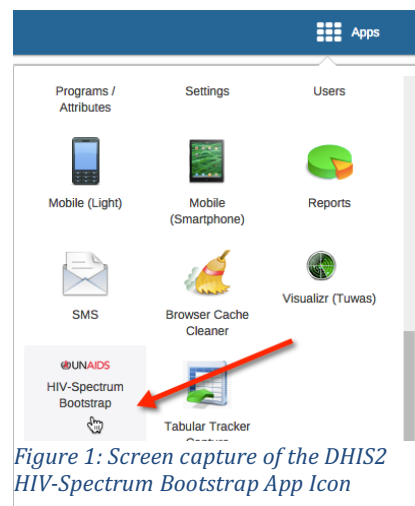 Apps
Programs /
Attributes
Settings
Users
Mobile (Light)
Mobile
(Smartphone)
Reports
SMS
Browser Cache
Cleaner
Visualizr (Tuwas)
UNAIDS
HIV-Spectrum
Bootstrap
Tabular Tracker
Capture
Figure 1: Screen capture of the DHIS2
HIV-Spectrum Bootstrap App Icon